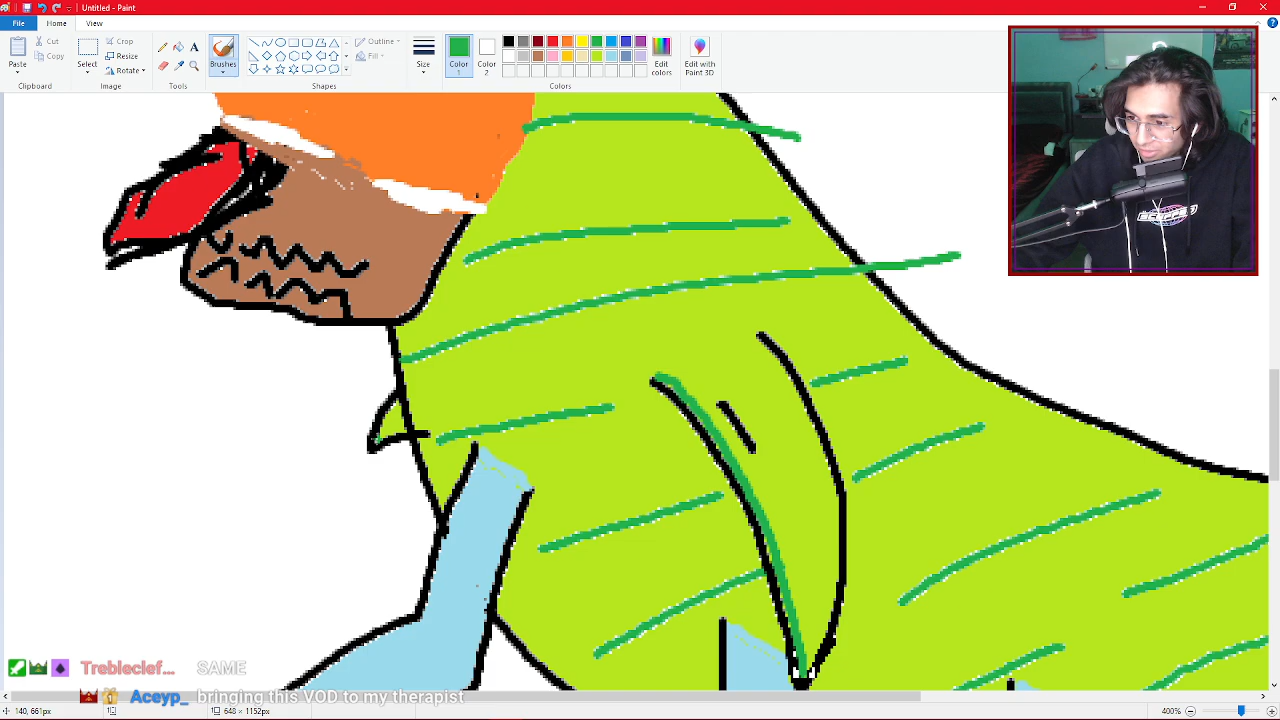 Untitled - Paint
File Home View
Paste
Cut
Copy
Clipboard
Select
Crop
Resize
Rotate
Image
Tools
Brushes
Shapes
Outline
Fill
Size
Color 1
Color 2
Edit colors
Colors
Edit with Paint 3D
Trebleclef... SAME
Aceyp_ bringing this VOD to my therapist
140, 661px
648 × 1152px
400%